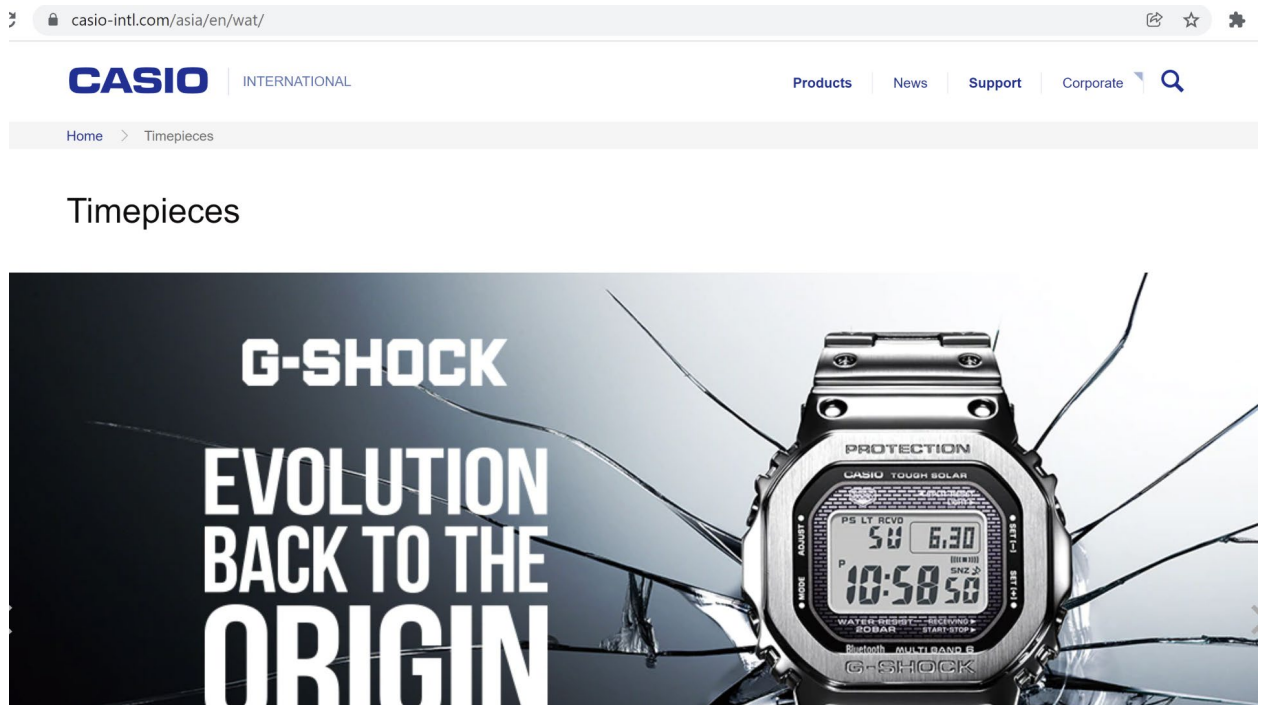 casio-intl.com/asia/en/wat/
CASIO INTERNATIONAL Products News Support Corporate
Home > Timepieces
Timepieces
G-SHOCK
EVOLUTION
BACK TO THE
ORIGIN
PROTECTION
CASIO TOUGH SOLAR
PS LT RCVD
SU 6.30
ADJUST
SET [-]
P
SNZ
10:58 50
MODE
SET [+]
WATER RESIST RECEIVING
20BAR START·STOP
Bluetooth MULTI BAND 6
G-SHOCK